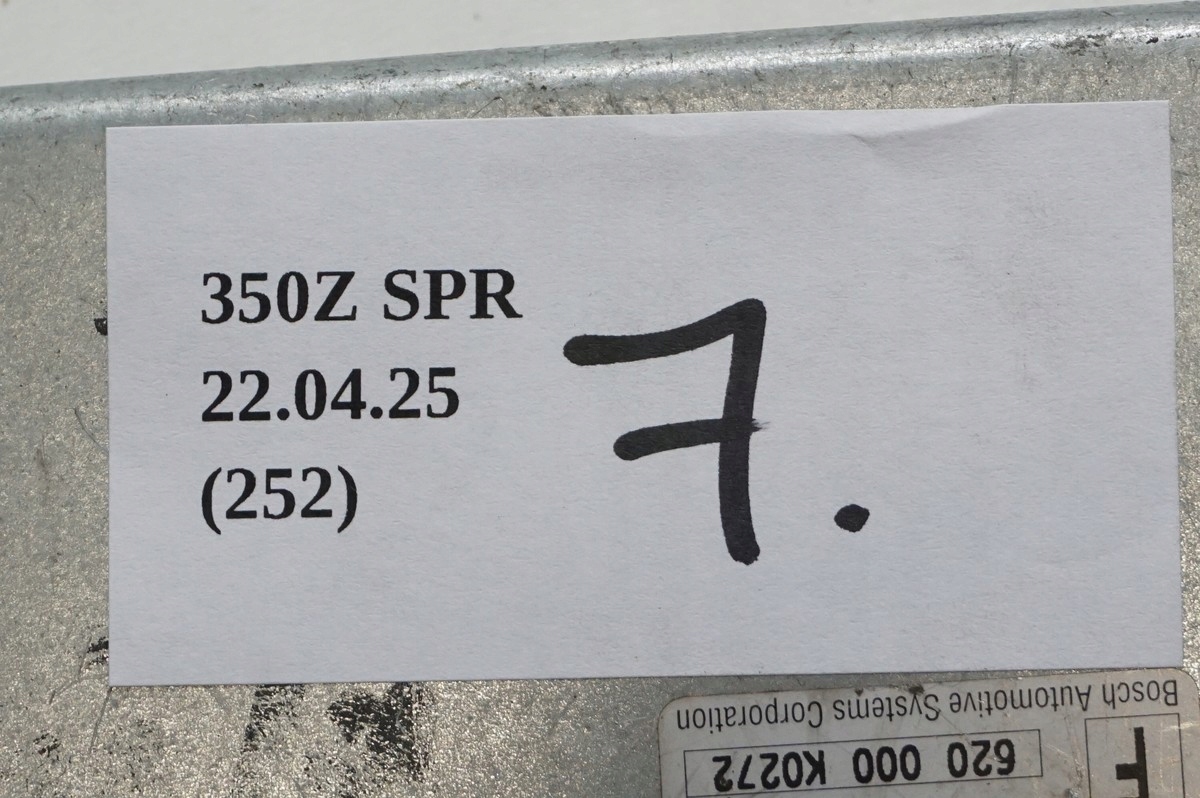 350Z SPR
22.04.25
(252)
7.
Bosch Automotive Systems Corporation
620 000 K0272